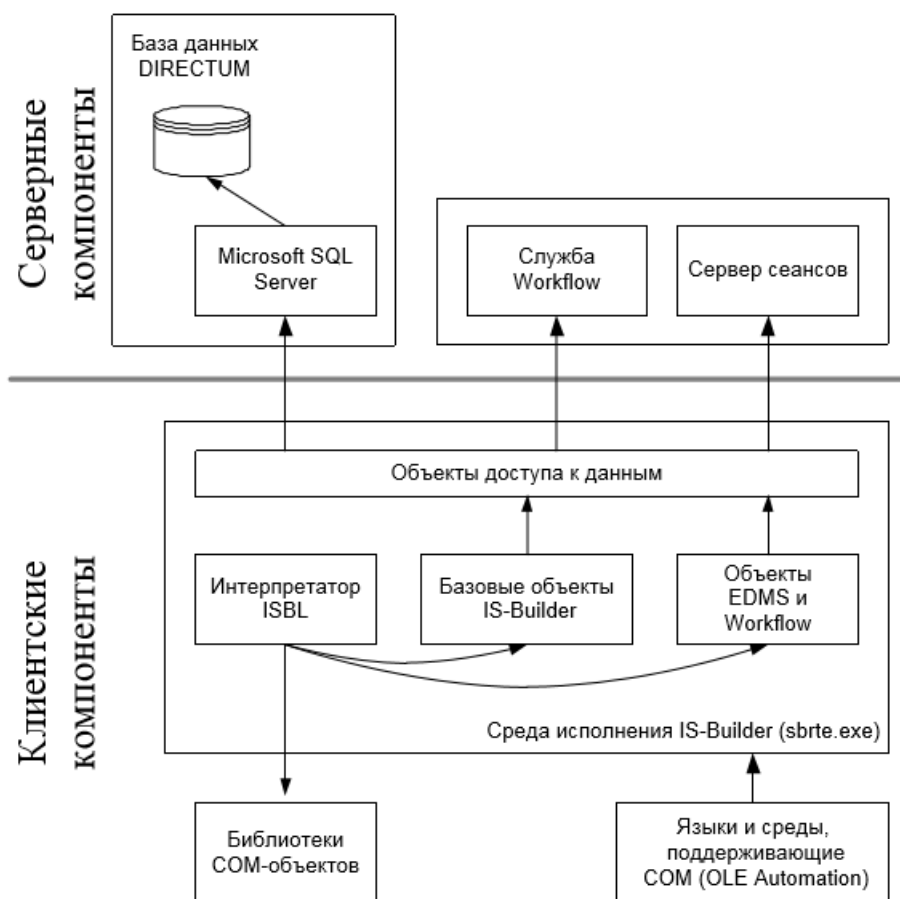 Серверные
компоненты
База данных
DIRECTUM
Microsoft SQL
Server
Служба
Workflow
Сервер сеансов
Клиентские
компоненты
Объекты доступа к данным
Интерпретатор
ISBL
Базовые объекты
IS-Builder
Объекты
EDMS и
Workflow
Среда исполнения IS-Builder (sbrte.exe)
Библиотеки
COM-объектов
Языки и среды,
поддерживающие
COM (OLE Automation)